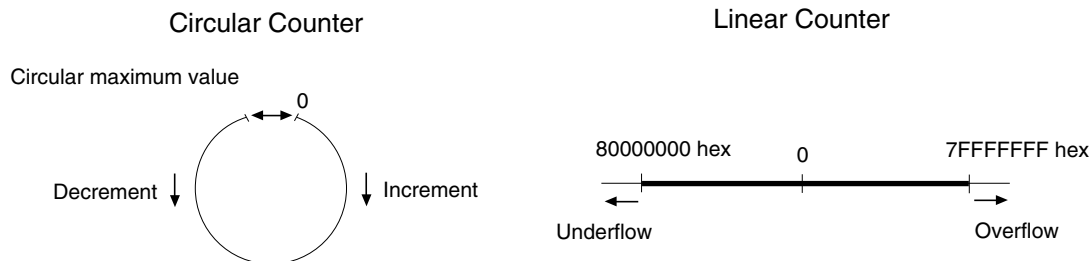 Circular Counter
Circular maximum value
0
Decrement
Increment
Linear Counter
80000000 hex
0
7FFFFFFF hex
Underflow
Overflow